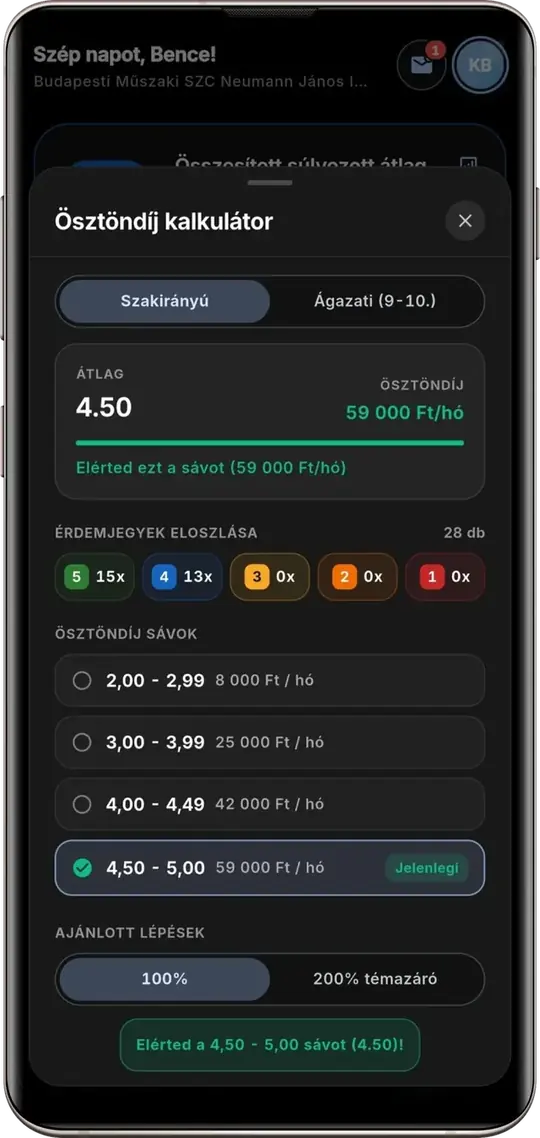 Szép napot, Bence!
Budapesti Műszaki SZC Neumann János I...
1
KB
Összesített súlyozott átlag
Ösztöndíj kalkulátor
Szakirányú
Ágazati (9-10.)
ÁTLAG
4.50
ÖSZTÖNDÍJ
59 000 Ft/hó
Elérted ezt a sávot (59 000 Ft/hó)
ÉRDEMJEGYEK ELOSZLÁSA
28 db
5 15x
4 13x
3 0x
2 0x
1 0x
ÖSZTÖNDÍJ SÁVOK
2,00 - 2,99 8 000 Ft / hó
3,00 - 3,99 25 000 Ft / hó
4,00 - 4,49 42 000 Ft / hó
4,50 - 5,00 59 000 Ft / hó
Jelenlegi
AJÁNLOTT LÉPÉSEK
100%
200% témazáró
Elérted a 4,50 - 5,00 sávot (4.50)!